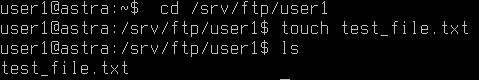 user1@astra:~$  cd /srv/ftp/user1
user1@astra:/srv/ftp/user1$ touch test_file.txt
user1@astra:/srv/ftp/user1$ ls
test_file.txt